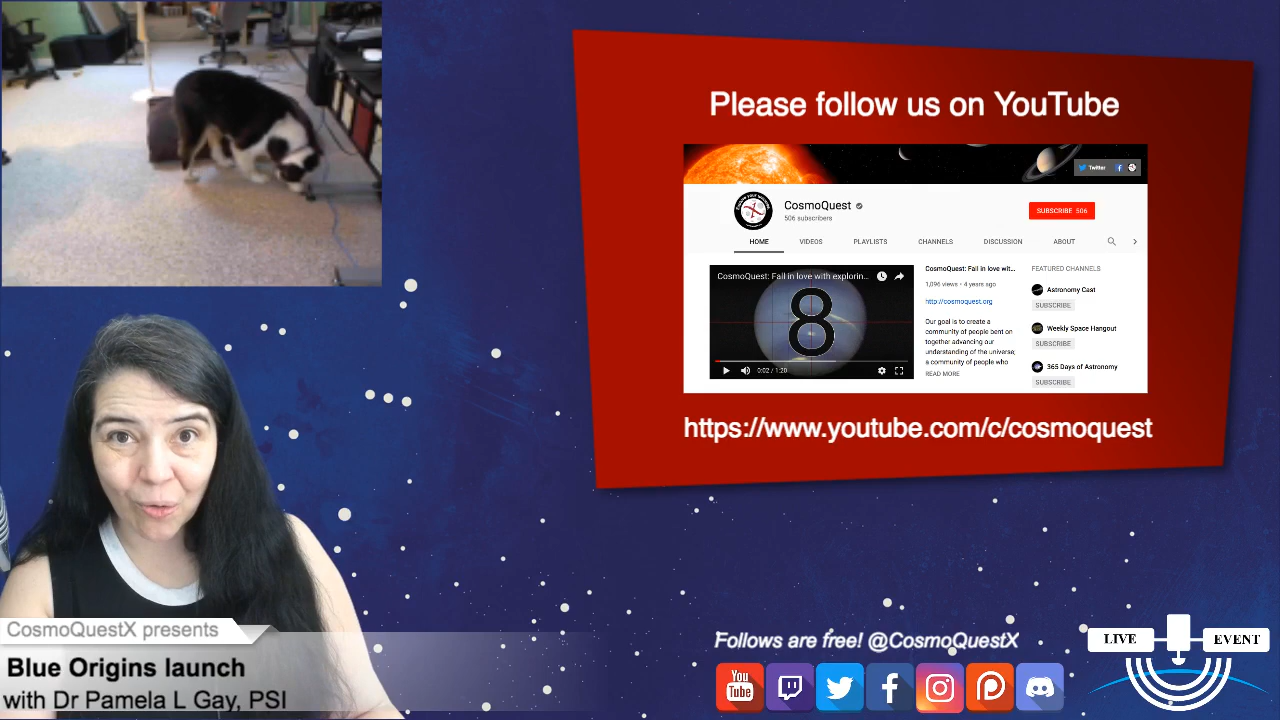 Please follow us on YouTube
Twitter
CosmoQuest
506 subscribers
SUBSCRIBE 506
HOME VIDEOS PLAYLISTS CHANNELS DISCUSSION ABOUT
CosmoQuest: Fall in love with explorin...
8
0:02 / 1:20
CosmoQuest: Fall in love wit...
1,096 views • 4 years ago
http://cosmoquest.org
Our goal is to create a
community of people bent on
together advancing our
understanding of the universe;
a community of people who
READ MORE
FEATURED CHANNELS
Astronomy Cast
SUBSCRIBE
Weekly Space Hangout
SUBSCRIBE
365 Days of Astronomy
SUBSCRIBE
https://www.youtube.com/c/cosmoquest
CosmoQuestX presents
Blue Origins launch
with Dr Pamela L Gay, PSI
Follows are free! @CosmoQuestX
You
Tube
LIVE EVENT